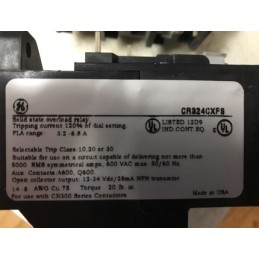 CR324CXFS
Solid state overload relay.
Tripping current 120% of dial setting.
FLA range 3.2-6.8 A
UL LISTED 12D9
IND. CONT. EQ.
Selectable Trip Class 10, 20 or 30
Suitable for use on a circuit capable of delivering not more than
5000 RMS symmetrical amps, 600 VAC max, 50/60 Hz
Aux. Contacts A600, Q600
Open collector output: 12-24 Vdc/25mA NPN transistor
14-8 AWG Cu, 75 Torque 20 lb in
For use with CR300 Series Contactors
Made in USA